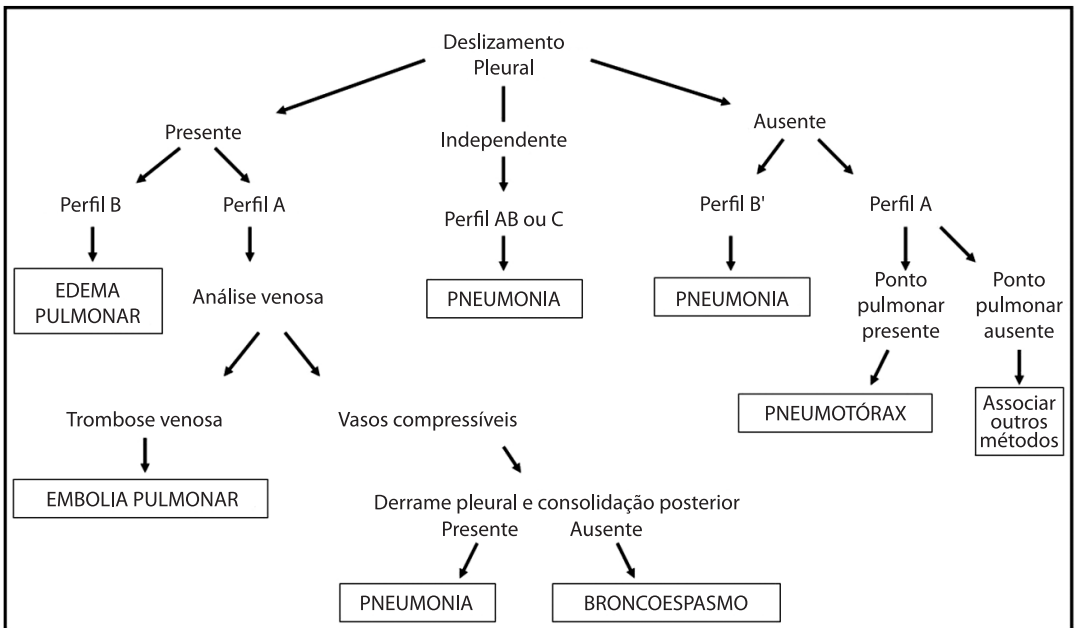 Deslizamento
Pleural
Presente
Independente
Ausente
Perfil B
Perfil A
Perfil AB ou C
Perfil B'
Perfil A
EDEMA
PULMONAR
Análise venosa
PNEUMONIA
PNEUMONIA
Ponto
pulmonar
presente
Ponto
pulmonar
ausente
Trombose venosa
Vasos compressíveis
PNEUMOTÓRAX
Associar
outros
métodos
EMBOLIA PULMONAR
Derrame pleural e consolidação posterior
Presente
Ausente
PNEUMONIA
BRONCOESPASMO